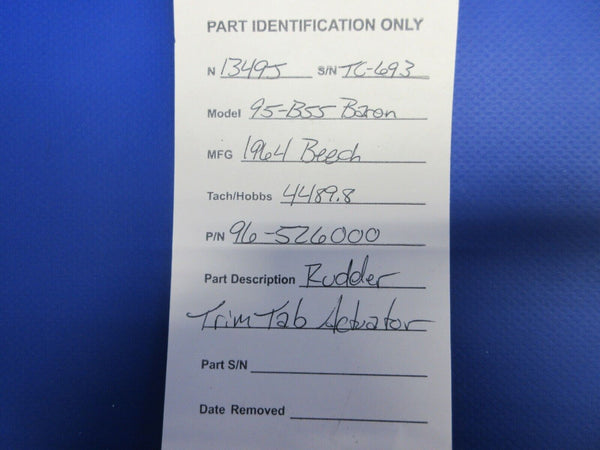 PART IDENTIFICATION ONLY
N 13495 S/N TC-693
Model 95-B55 Baron
MFG 1964 Beech
Tach/Hobbs 4489.8
P/N 96-526000
Part Description Rudder
Trim Tab Actuator
Part S/N
Date Removed